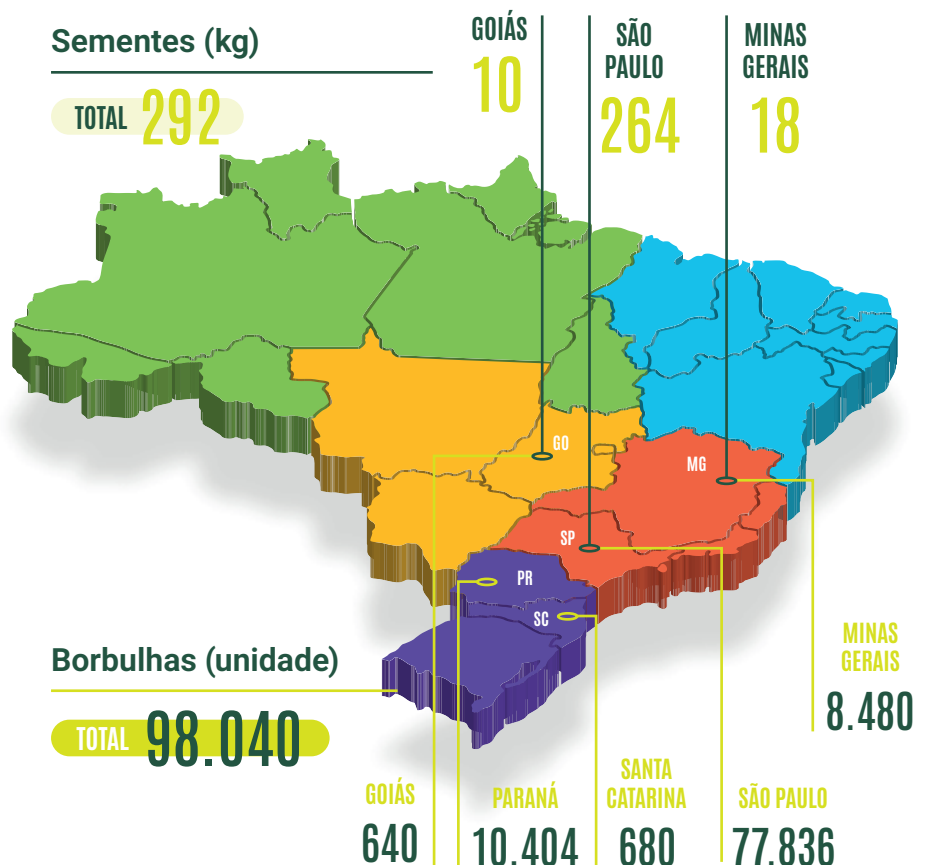 Sementes (kg)
TOTAL 292
GOIÁS
10
SÃO
PAULO
264
MINAS
GERAIS
18
GO
MG
SP
PR
SC
Borbulhas (unidade)
TOTAL 98.040
GOIÁS
640
PARANÁ
10.404
SANTA
CATARINA
680
SÃO PAULO
77.836
MINAS
GERAIS
8.480